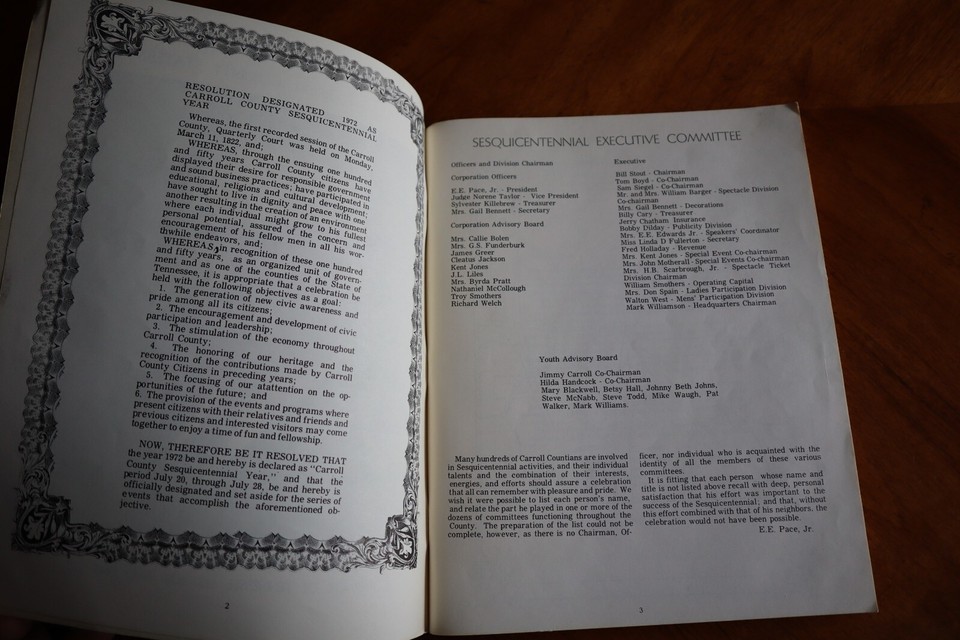 RESOLUTION DESIGNATED 1972 AS
CARROLL COUNTY SESQUICENTENNIAL
YEAR
Whereas, the first recorded session of the Carroll
County, Quarterly Court was held on Monday,
March 11, 1822, and;
WHEREAS, through the ensuing one hundred
and fifty years Carroll County citizens have
displayed their desire for responsible government
and sound business practices; have participated in
educational, religious and cultural development;
have sought to live in dignity and peace with one
another resulting in the creation of an environment
where each individual might grow to his fullest
personal potential, assured of the concern and
encouragement of his fellow men in all his wor-
thwhile endeavors, and;
WHEREAS, in recognition of these one hundred
and fifty years, as an organized unit of govern-
ment and as one of the counties of the State of
Tennessee, it is appropriate that a celebration be
held with the following objectives as a goal:
1. The generation of new civic awareness and
pride among all its citizens;
2. The encouragement and development of civic
participation and leadership;
3. The stimulation of the economy throughout
Carroll County;
4. The honoring of our heritage and the
recognition of the contributions made by Carroll
County Citizens in preceding years;
5. The focusing of our atattention on the op-
portunities of the future; and
6. The provision of the events and programs where
present citizens with their relatives and friends and
previous citizens and interested visitors may come
together to enjoy a time of fun and fellowship.
NOW, THEREFORE BE IT RESOLVED THAT
the year 1972 be and hereby is declared as "Carroll
County Sesquicentennial Year," and that the
period July 20, through July 28, be and hereby is
officially designated and set aside for the series of
events that accomplish the aforementioned ob-
jective.
2
SESQUICENTENNIAL EXECUTIVE COMMITTEE
Officers and Division Chairman
Corporation Officers
E.E. Pace, Jr. - President
Judge Norene Taylor - Vice President
Sylvester Killebrew - Treasurer
Mrs. Gail Bennett - Secretary
Corporation Advisory Board
Mrs. Callie Bolen
Mrs. G.S. Funderburk
James Greer
Cleatus Jackson
Kent Jones
J.L. Liles
Mrs. Byrda Pratt
Nathaniel McCollough
Troy Smothers
Richard Welch
Executive
Bill Stout - Chairman
Tom Boyd - Co-Chairman
Sam Siegel - Co-Chairman
Mr. and Mrs. William Barger - Spectacle Division
Co-chairman
Mrs. Gail Bennett - Decorations
Billy Cary - Treasurer
Jerry Chatham Insurance
Bobby Dilday - Publicity Division
Mrs. E.E. Edwards Jr. - Speakers' Coordinator
Miss Linda D Fullerton - Secretary
Fred Holladay - Revenue
Mrs. Kent Jones - Special Event Co-chairman
Mrs. John Motherall - Special Events Co-chairman
Mrs. H.B. Scarbrough, Jr. - Spectacle Ticket
Division Chairman
William Smothers - Operating Capital
Mrs. Don Spain - Ladies Participation Division
Walton West - Mens' Participation Division
Mark Williamson - Headquarters Chairman
Youth Advisory Board
Jimmy Carroll Co-Chairman
Hilda Handcock - Co-Chairman
Mary Blackwell, Betsy Hall, Johnny Beth Johns,
Steve McNabb, Steve Todd, Mike Waugh, Pat
Walker, Mark Williams.
Many hundreds of Carroll Countians are involved
in Sesquicentennial activities, and their individual
talents and the combination of their interests,
energies, and efforts should assure a celebration
that all can remember with pleasure and pride. We
wish it were possible to list each person's name,
and relate the part he played in one or more of the
dozens of committees functioning throughout the
County. The preparation of the list could not be
complete, however, as there is no Chairman, Of-
ficer, nor individual who is acquainted with the
identity of all the members of these various
committees.
It is fitting that each person whose name and
title is not listed above recall with deep, personal
satisfaction that his effort was important to the
success of the Sesquicentennial; and that, without
this effort combined with that of his neighbors, the
celebration would not have been possible.
E.E. Pace, Jr.
3